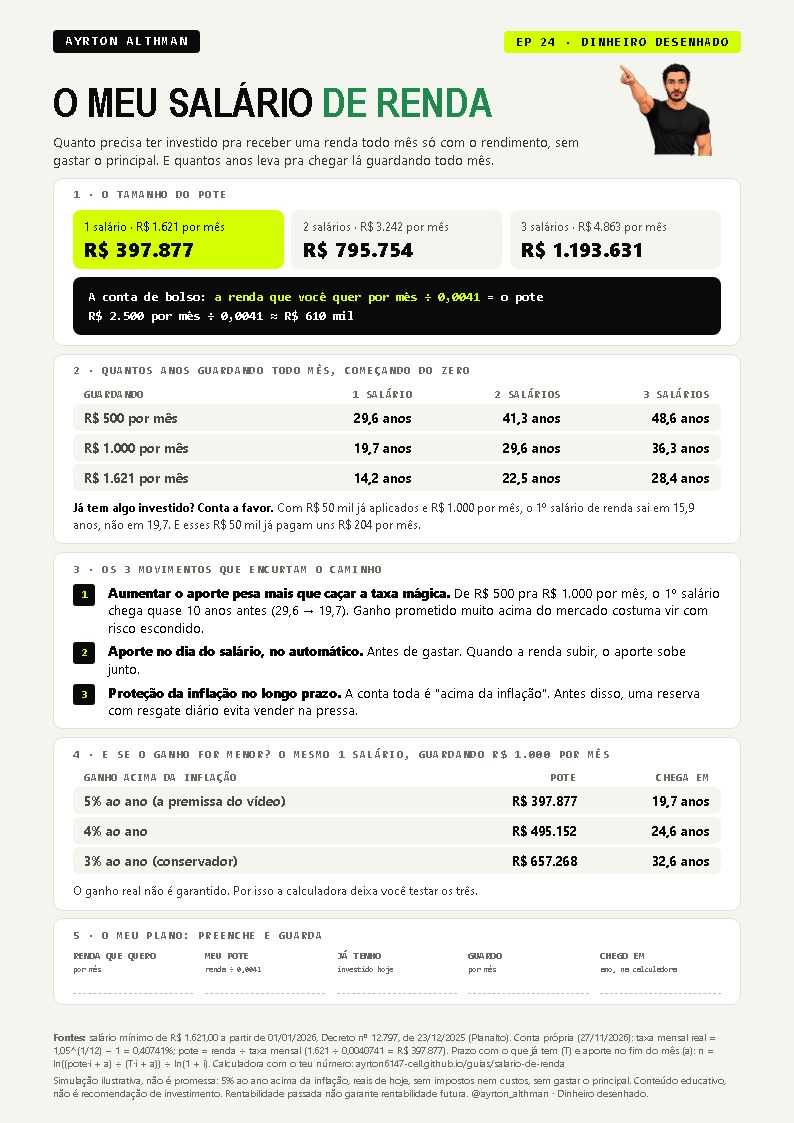 AYRTON ALTHMAN
EP 24 · DINHEIRO DESENHADO
O MEU SALÁRIO DE RENDA
Quanto precisa ter investido pra receber uma renda todo mês só com o rendimento, sem
gastar o principal. E quantos anos leva pra chegar lá guardando todo mês.
1 · O TAMANHO DO POTE
1 salário · R$ 1.621 por mês
R$ 397.877
2 salários · R$ 3.242 por mês
R$ 795.754
3 salários · R$ 4.863 por mês
R$ 1.193.631
A conta de bolso: a renda que você quer por mês ÷ 0,0041 = o pote
R$ 2.500 por mês ÷ 0,0041 ≈ R$ 610 mil
2 · QUANTOS ANOS GUARDANDO TODO MÊS, COMEÇANDO DO ZERO
GUARDANDO 1 SALÁRIO 2 SALÁRIOS 3 SALÁRIOS
R$ 500 por mês 29,6 anos 41,3 anos 48,6 anos
R$ 1.000 por mês 19,7 anos 29,6 anos 36,3 anos
R$ 1.621 por mês 14,2 anos 22,5 anos 28,4 anos
Já tem algo investido? Conta a favor. Com R$ 50 mil já aplicados e R$ 1.000 por mês, o 1º salário de renda sai em 15,9
anos, não em 19,7. E esses R$ 50 mil já pagam uns R$ 204 por mês.
3 · OS 3 MOVIMENTOS QUE ENCURTAM O CAMINHO
1 Aumentar o aporte pesa mais que caçar a taxa mágica. De R$ 500 pra R$ 1.000 por mês, o 1º salário
chega quase 10 anos antes (29,6 → 19,7). Ganho prometido muito acima do mercado costuma vir com
risco escondido.
2 Aporte no dia do salário, no automático. Antes de gastar. Quando a renda subir, o aporte sobe
junto.
3 Proteção da inflação no longo prazo. A conta toda é "acima da inflação". Antes disso, uma reserva
com resgate diário evita vender na pressa.
4 · E SE O GANHO FOR MENOR? O MESMO 1 SALÁRIO, GUARDANDO R$ 1.000 POR MÊS
GANHO ACIMA DA INFLAÇÃO POTE CHEGA EM
5% ao ano (a premissa do vídeo) R$ 397.877 19,7 anos
4% ao ano R$ 495.152 24,6 anos
3% ao ano (conservador) R$ 657.268 32,6 anos
O ganho real não é garantido. Por isso a calculadora deixa você testar os três.
5 · O MEU PLANO: PREENCHE E GUARDA
RENDA QUE QUERO MEU POTE JÁ TENHO GUARDO CHEGO EM
por mês renda ÷ 0,0041 investido hoje por mês ano, na calculadora
Fontes: salário mínimo de R$ 1.621,00 a partir de 01/01/2026, Decreto nº 12.797, de 23/12/2025 (Planalto). Conta própria (27/11/2026): taxa mensal real =
1,05^(1/12) − 1 = 0,40741%; pote = renda ÷ taxa mensal (1.621 ÷ 0,0040741 = R$ 397.877). Prazo com o que já tem (T) e aporte no fim do mês (a): n =
ln((pote·i + a) ÷ (T·i + a)) ÷ ln(1 + i). Calculadora com o teu número: ayrton6147-cell.github.io/guias/salario-de-renda
Simulação ilustrativa, não é promessa: 5% ao ano acima da inflação, reais de hoje, sem impostos nem custos, sem gastar o principal. Conteúdo educativo,
não é recomendação de investimento. Rentabilidade passada não garante rentabilidade futura. @ayrton_althman · Dinheiro desenhado.